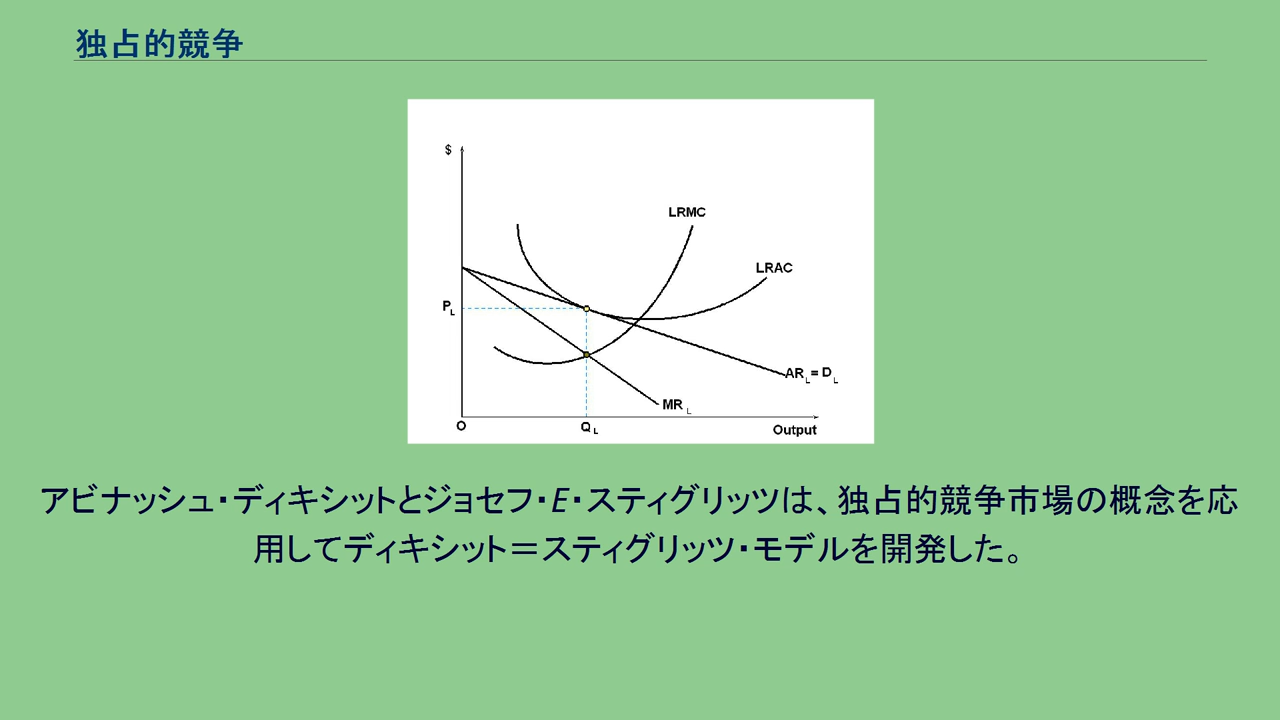 独占的競争
$
LRMC
LRAC
PL
ARL = DL
MR L
O
QL
Output
アビナッシュ・ディキシットとジョセフ・E・スティグリッツは、独占的競争市場の概念を応
用してディキシット＝スティグリッツ・モデルを開発した。